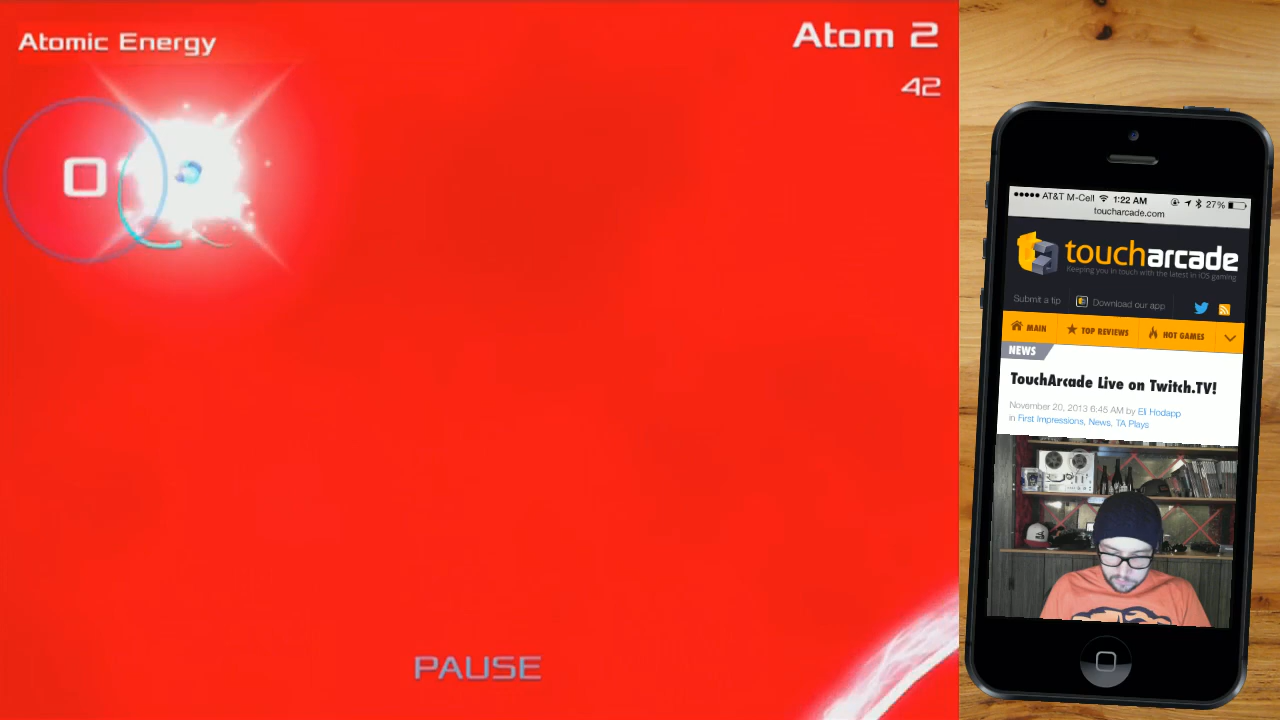 Atomic Energy
Atom 2
42
0
PAUSE
AT&T M-Cell 1:22 AM 27%
toucharcade.com
toucharcade
Keeping you in touch with the latest in iOS gaming
Submit a tip Download our app
MAIN TOP REVIEWS HOT GAMES
NEWS
TouchArcade Live on Twitch.TV!
November 20, 2013 6:45 AM by Eli Hodapp
in First Impressions, News, TA Plays